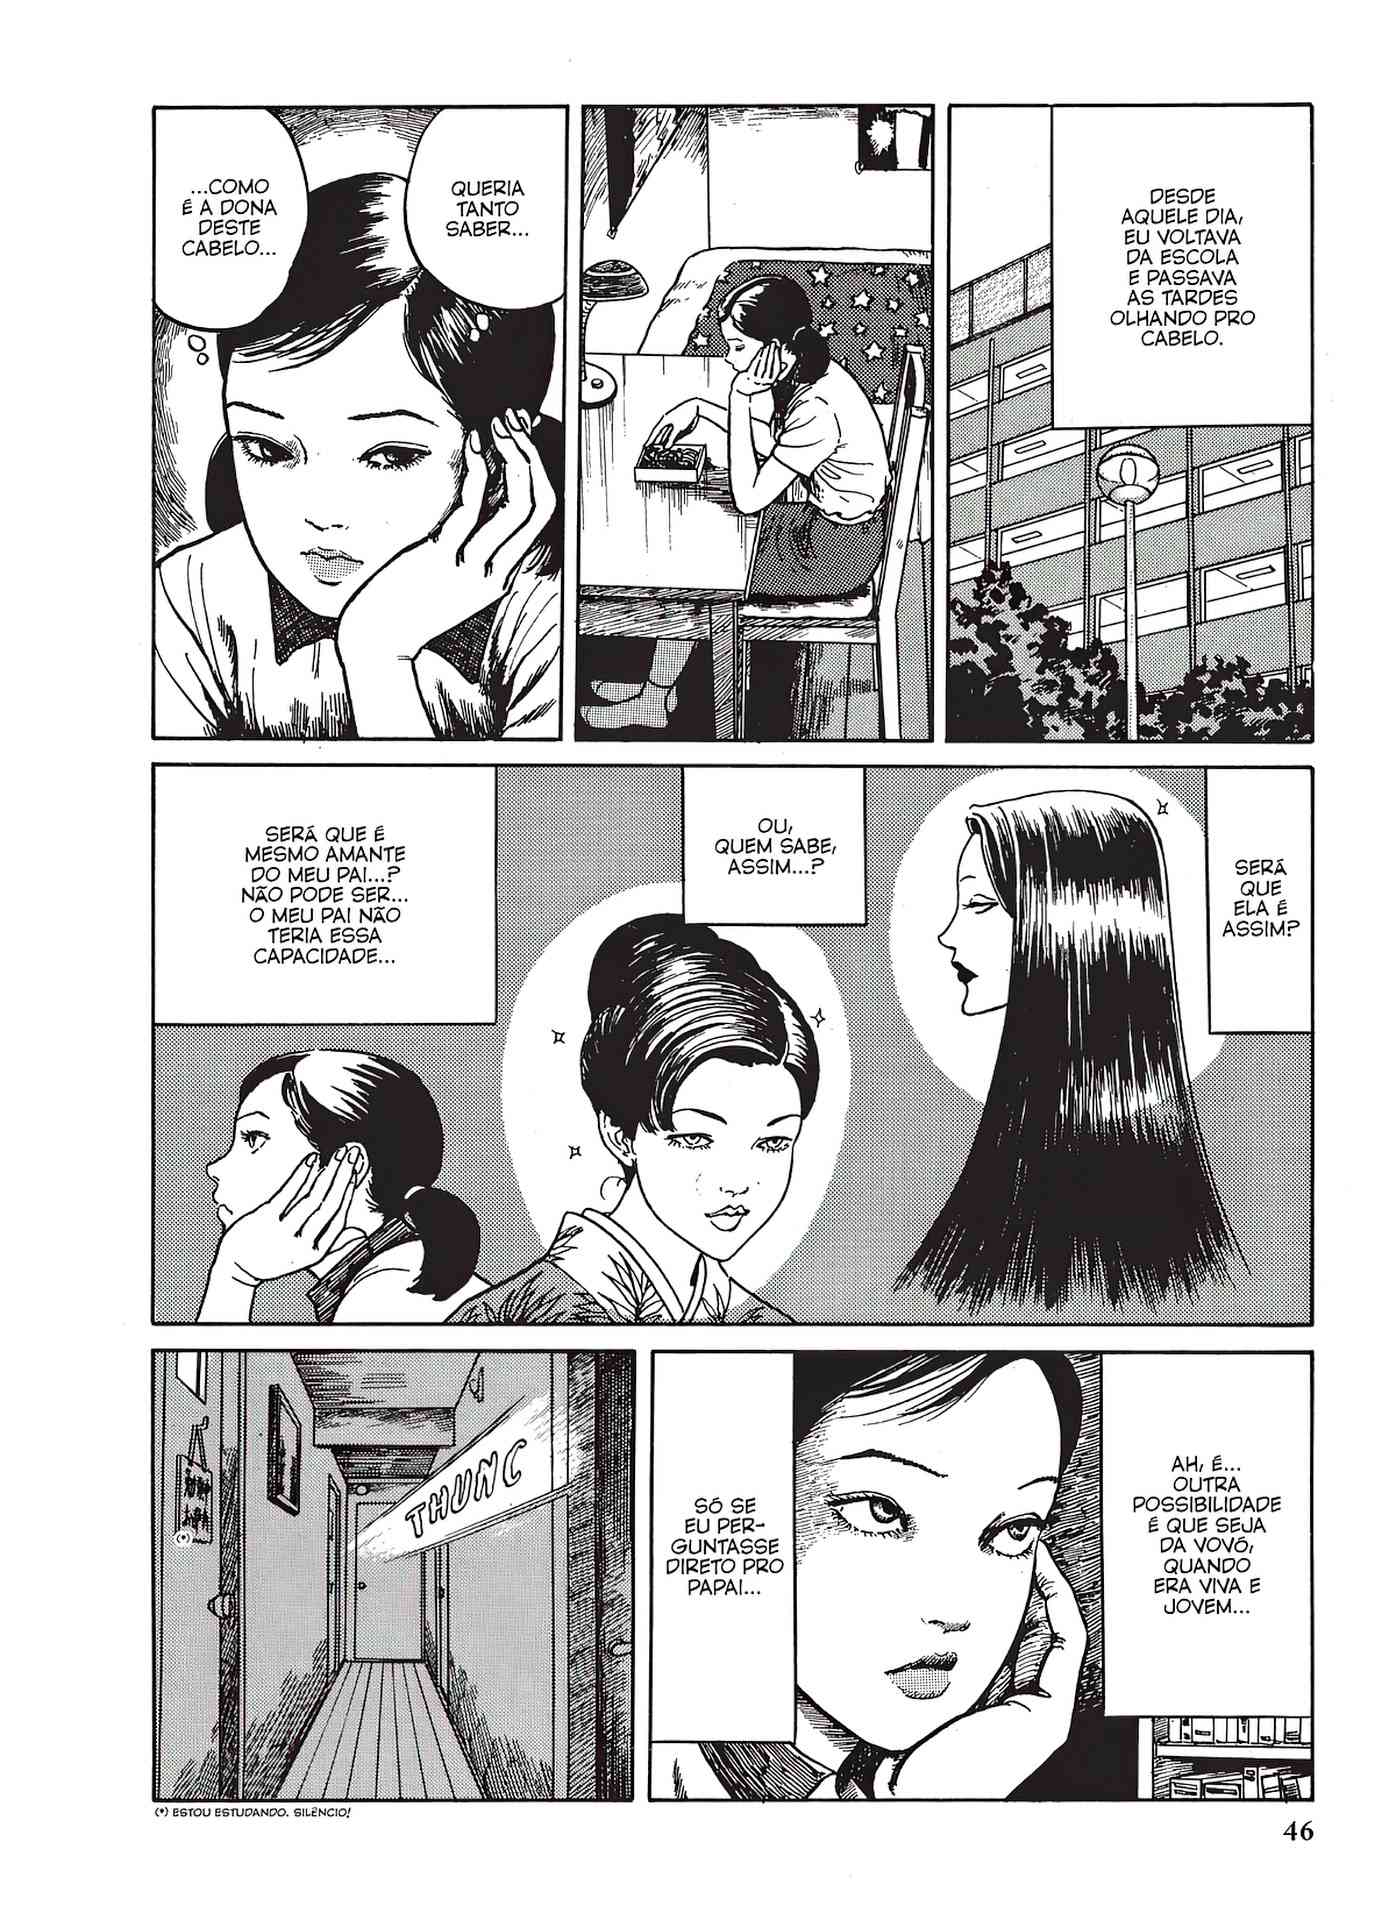 DESDE
AQUELE DIA,
EU VOLTAVA
DA ESCOLA
E PASSAVA
AS TARDES
OLHANDO PRO
CABELO.
QUERIA
TANTO
SABER...
...COMO
É A DONA
DESTE
CABELO...
SERÁ
QUE
ELA É
ASSIM?
OU,
QUEM SABE,
ASSIM...?
SERÁ QUE É
MESMO AMANTE
DO MEU PAI...?
NÃO PODE SER...
O MEU PAI NÃO
TERIA ESSA
CAPACIDADE...
AH, É...
OUTRA
POSSIBILIDADE
É QUE SEJA
DA VOVÓ,
QUANDO
ERA VIVA E
JOVEM...
SÓ SE
EU PER-
GUNTASSE
DIRETO PRO
PAPAI...
THUNC
(*)
(*) ESTOU ESTUDANDO. SILÊNCIO!
46